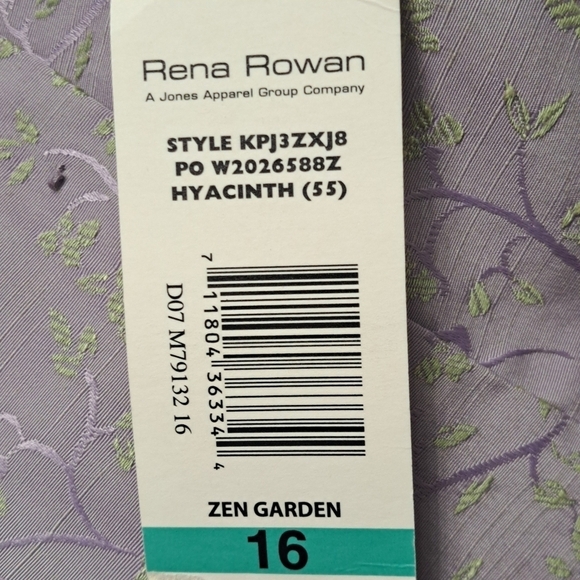 Rena Rowan
A Jones Apparel Group Company
STYLE KPJ3ZXJ8
PO W2026588Z
HYACINTH (55)
7 11804 36334 4
D07 M79132 16
ZEN GARDEN
16